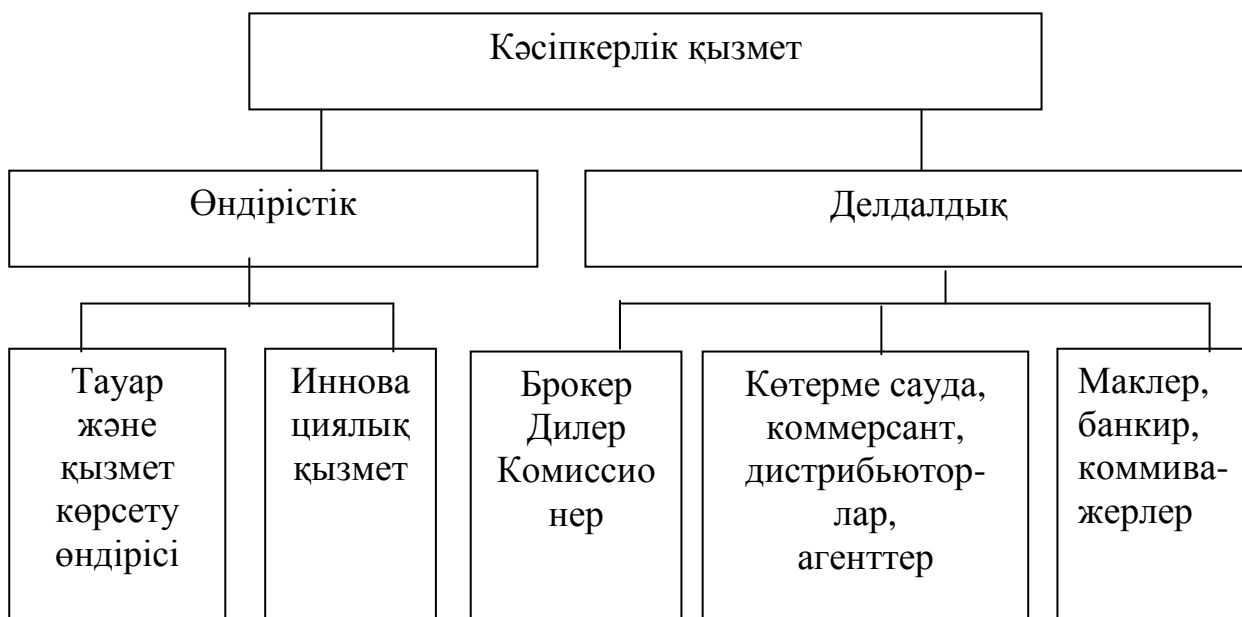 Кәсіпкерлік қызмет
Өндірістік
Делдалдық
Тауар
және
қызмет
көрсету
өндірісі
Иннова
циялық
қызмет
Брокер
Дилер
Комиссио
нер
Көтерме сауда,
коммерсант,
дистрибьютор-
лар,
агенттер
Маклер,
банкир,
коммива-
жерлер